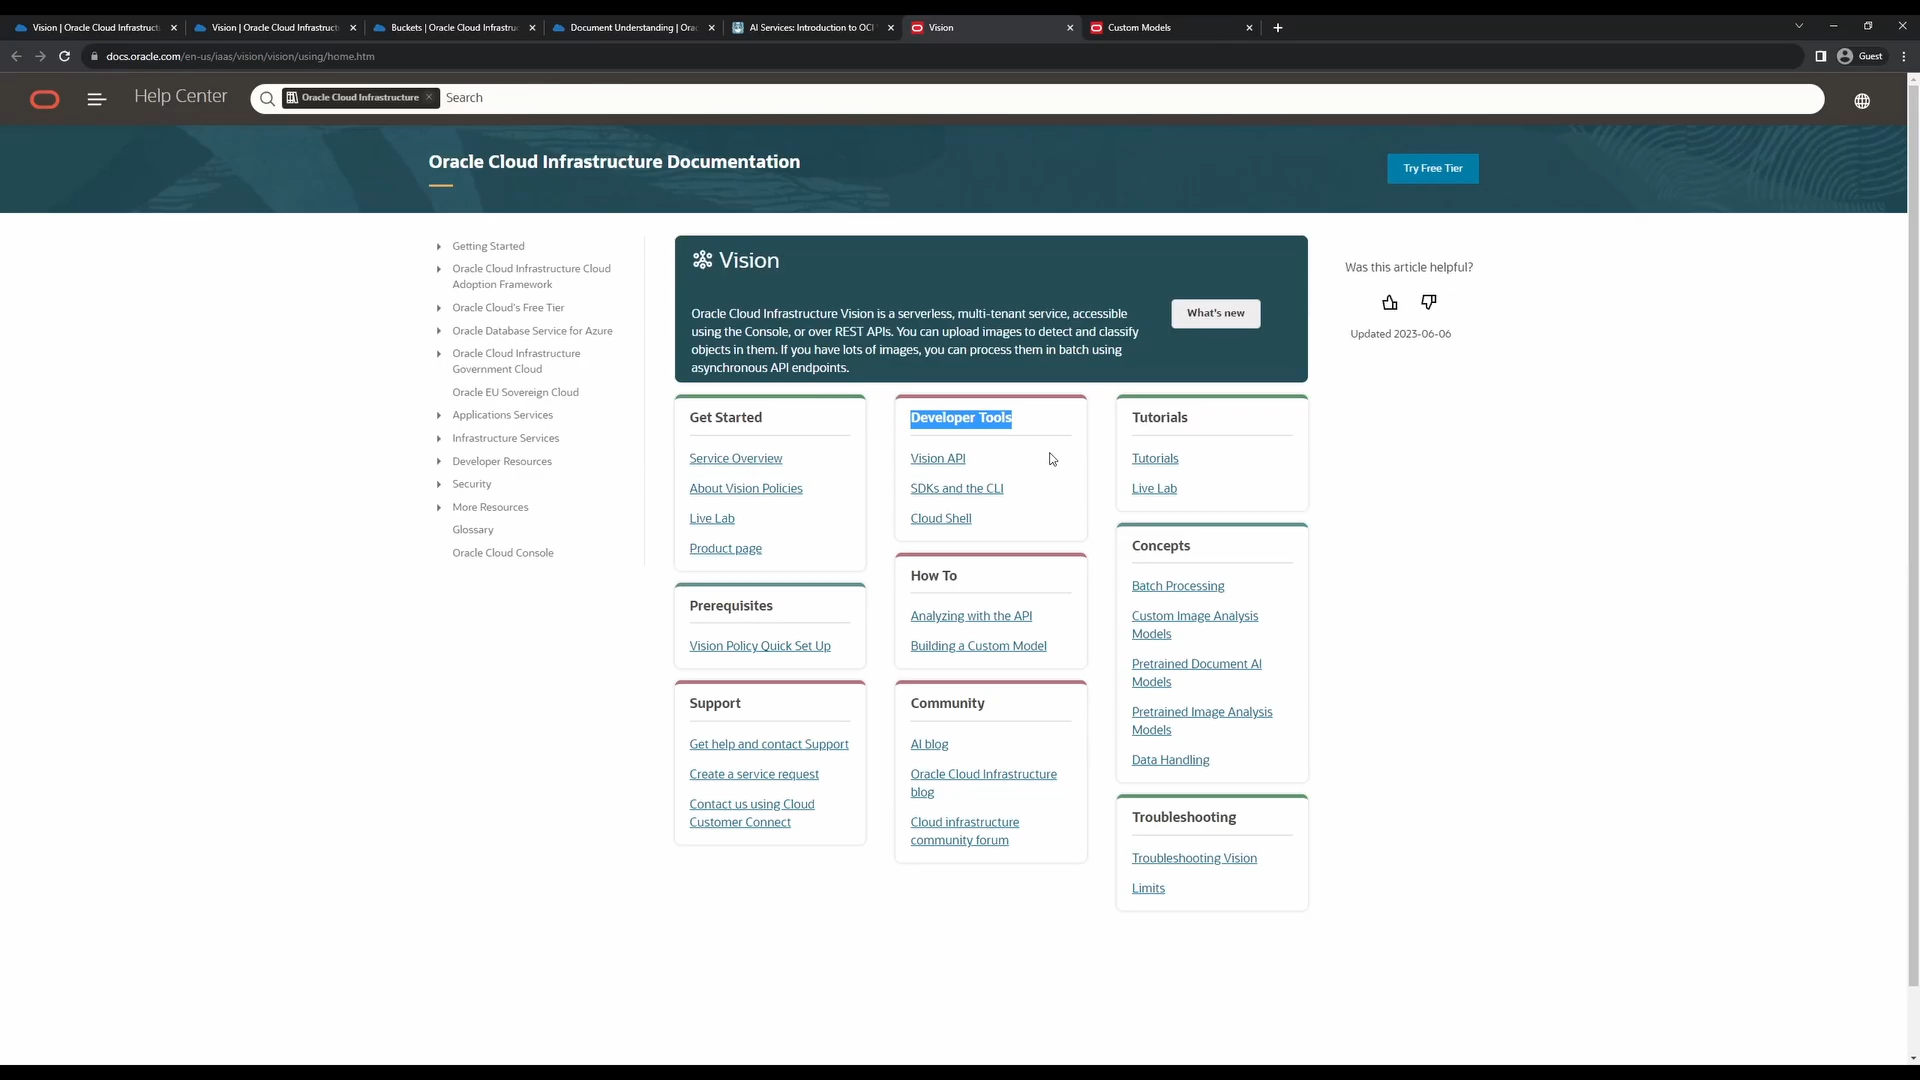 Vision | Oracle Cloud Infrastruct
Vision | Oracle Cloud Infrastruct
Buckets | Oracle Cloud Infrastruc
Document Understanding | Ora
AI Services: Introduction to OCI
Vision
Custom Models
docs.oracle.com/en-us/iaas/vision/vision/using/home.htm
Guest
Help Center
Oracle Cloud Infrastructure
Search
Oracle Cloud Infrastructure Documentation
Try Free Tier
Getting Started
Oracle Cloud Infrastructure Cloud
Adoption Framework
Oracle Cloud's Free Tier
Oracle Database Service for Azure
Oracle Cloud Infrastructure
Government Cloud
Oracle EU Sovereign Cloud
Applications Services
Infrastructure Services
Developer Resources
Security
More Resources
Glossary
Oracle Cloud Console
Vision
Oracle Cloud Infrastructure Vision is a serverless, multi-tenant service, accessible
using the Console, or over REST APIs. You can upload images to detect and classify
objects in them. If you have lots of images, you can process them in batch using
asynchronous API endpoints.
What's new
Was this article helpful?
Updated 2023-06-06
Get Started
Service Overview
About Vision Policies
Live Lab
Product page
Prerequisites
Vision Policy Quick Set Up
Support
Get help and contact Support
Create a service request
Contact us using Cloud
Customer Connect
Developer Tools
Vision API
SDKs and the CLI
Cloud Shell
How To
Analyzing with the API
Building a Custom Model
Community
AI blog
Oracle Cloud Infrastructure
blog
Cloud infrastructure
community forum
Tutorials
Tutorials
Live Lab
Concepts
Batch Processing
Custom Image Analysis
Models
Pretrained Document AI
Models
Pretrained Image Analysis
Models
Data Handling
Troubleshooting
Troubleshooting Vision
Limits